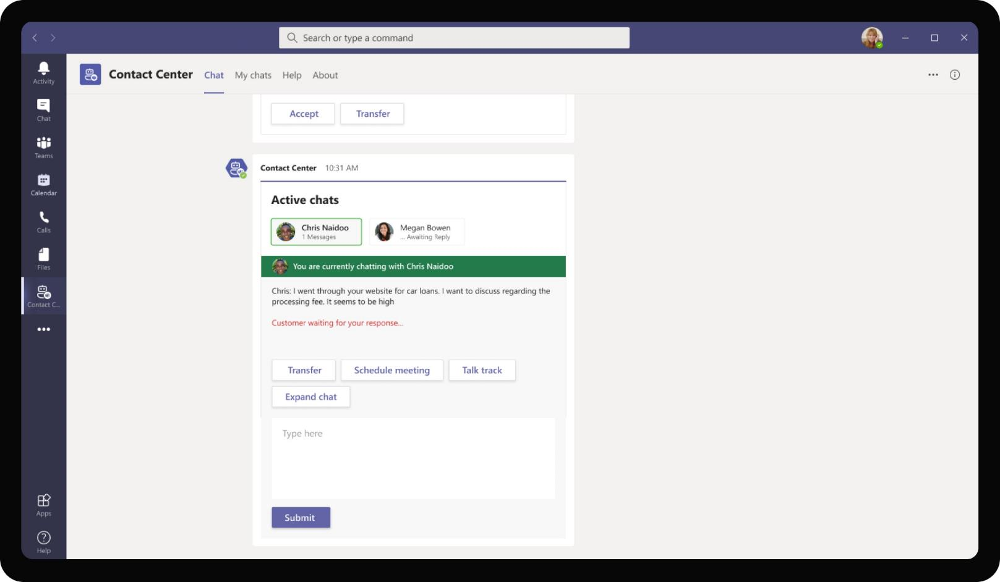 Search or type a command
Activity
Chat
Teams
Calendar
Calls
Files
Contact C...
Apps
Help
Contact Center
Chat
My chats
Help
About
Accept
Transfer
Contact Center 10:31 AM
Active chats
Chris Naidoo
1 Messages
Megan Bowen
... Awaiting Reply
You are currently chatting with Chris Naidoo
Chris: I went through your website for car loans. I want to discuss regarding the
processing fee. It seems to be high
Customer waiting for your response...
Transfer
Schedule meeting
Talk track
Expand chat
Type here
Submit